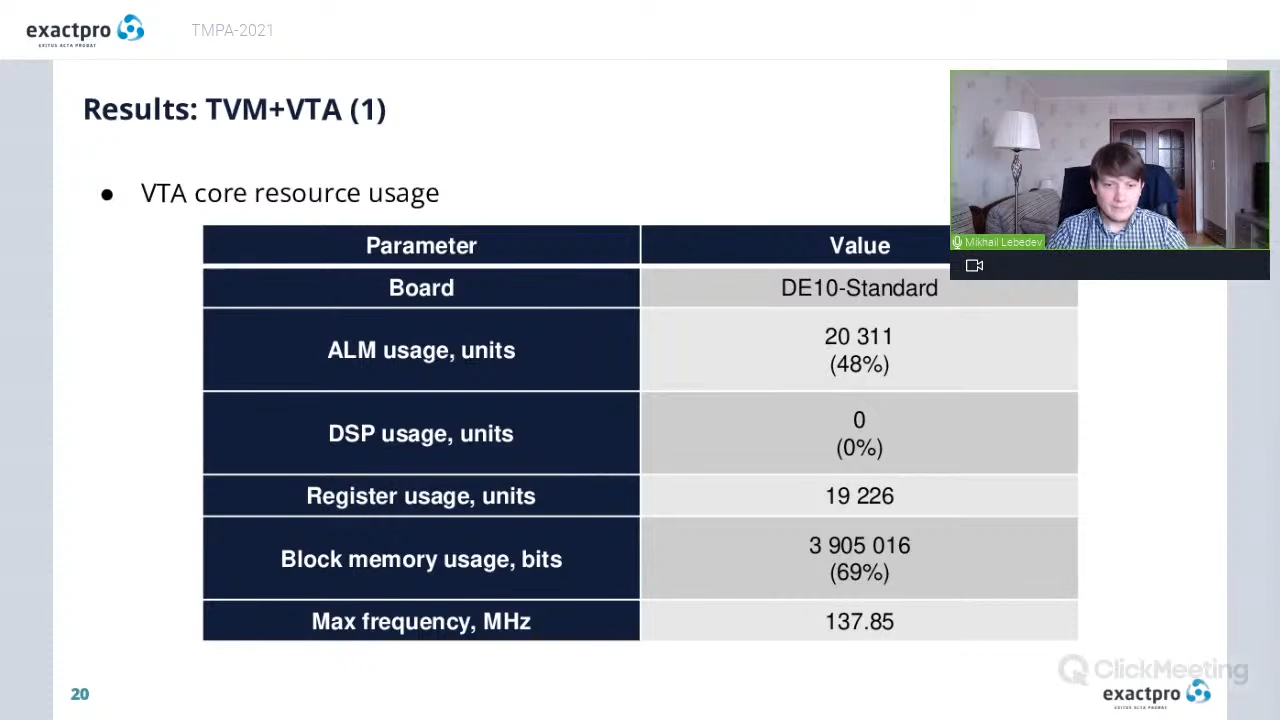 exactpro
EXITUS ACTA PROBAT
TMPA-2021
Results: TVM+VTA (1)
● VTA core resource usage
Parameter Value
Board DE10-Standard
ALM usage, units 20 311
(48%)
DSP usage, units 0
(0%)
Register usage, units 19 226
Block memory usage, bits 3 905 016
(69%)
Max frequency, MHz 137.85
Mikhail Lebedev
20
ClickMeeting
exactpro
EXITUS ACTA PROBAT